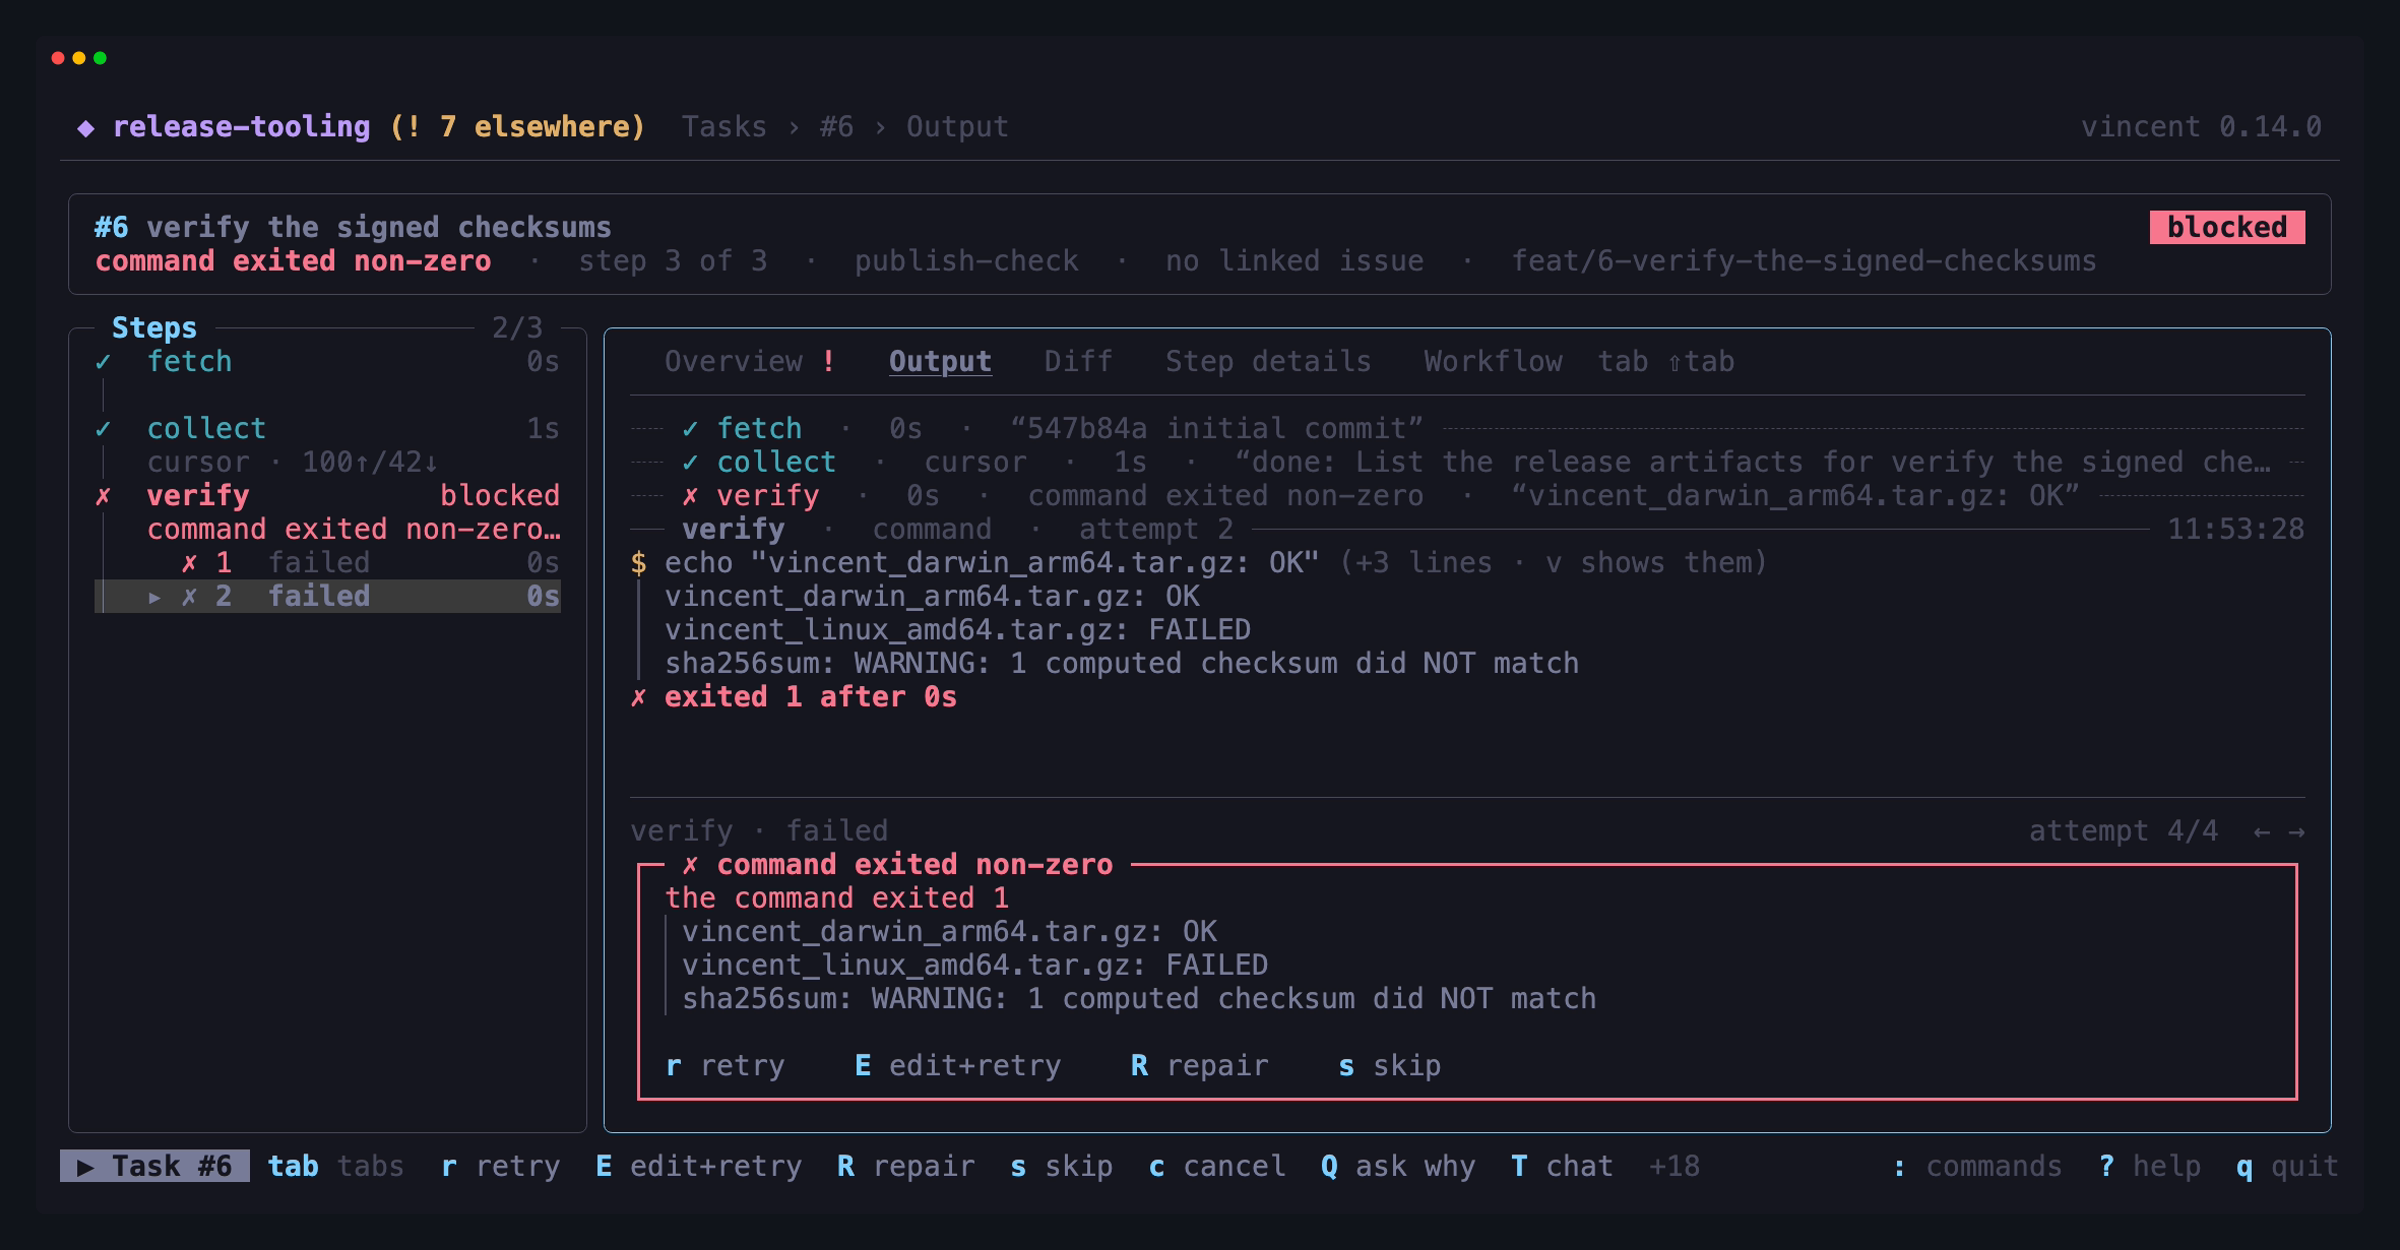 ◆ release-tooling (! 7 elsewhere) Tasks › #6 › Output vincent 0.14.0
#6 verify the signed checksums blocked
command exited non-zero · step 3 of 3 · publish-check · no linked issue · feat/6-verify-the-signed-checksums
Steps 2/3
✓ fetch 0s
✓ collect 1s
cursor · 100↑/42↓
✗ verify blocked
command exited non-zero…
✗ 1 failed 0s
▸ ✗ 2 failed 0s
Overview ! Output Diff Step details Workflow tab ⇧tab
✓ fetch · 0s · “547b84a initial commit”
✓ collect · cursor · 1s · “done: List the release artifacts for verify the signed che…
✗ verify · 0s · command exited non-zero · “vincent_darwin_arm64.tar.gz: OK”
verify · command · attempt 2 11:53:28
$ echo "vincent_darwin_arm64.tar.gz: OK" (+3 lines · v shows them)
vincent_darwin_arm64.tar.gz: OK
vincent_linux_amd64.tar.gz: FAILED
sha256sum: WARNING: 1 computed checksum did NOT match
✗ exited 1 after 0s
verify · failed attempt 4/4 ← →
✗ command exited non-zero
the command exited 1
vincent_darwin_arm64.tar.gz: OK
vincent_linux_amd64.tar.gz: FAILED
sha256sum: WARNING: 1 computed checksum did NOT match
r retry E edit+retry R repair s skip
▶ Task #6 tab tabs r retry E edit+retry R repair s skip c cancel Q ask why T chat +18 : commands ? help q quit